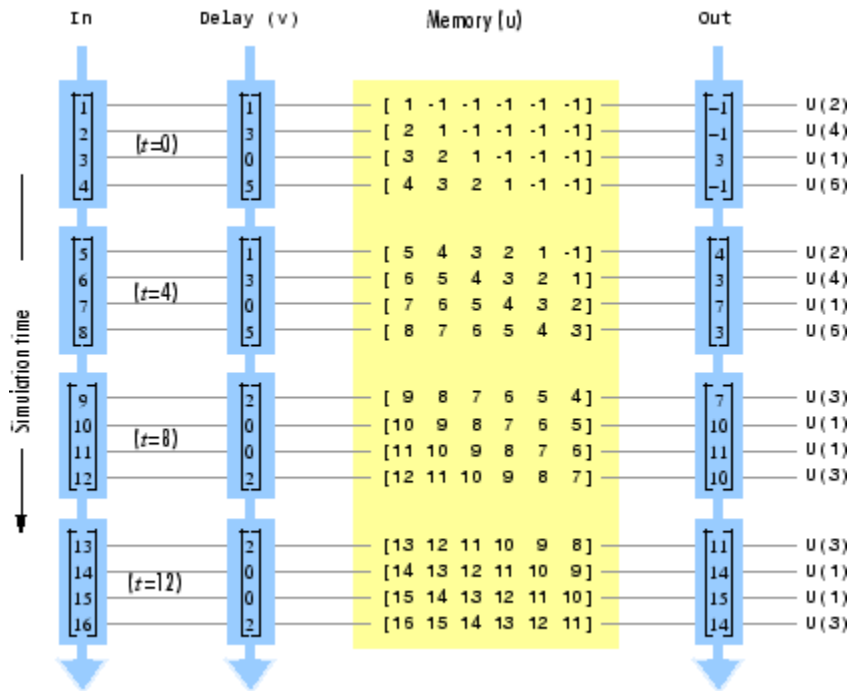 In Delay (v) Memory (u) Out
1 1 [ 1 -1 -1 -1 -1 -1] -1 U(2)
2 (t=0) 3 [ 2 1 -1 -1 -1 -1] -1 U(4)
3 0 [ 3 2 1 -1 -1 -1] 3 U(1)
4 5 [ 4 3 2 1 -1 -1] -1 U(6)
5 1 [ 5 4 3 2 1 -1] 4 U(2)
6 (t=4) 3 [ 6 5 4 3 2 1] 3 U(4)
7 0 [ 7 6 5 4 3 2] 7 U(1)
8 5 [ 8 7 6 5 4 3] 3 U(6)
Simulation time
9 2 [ 9 8 7 6 5 4] 7 U(3)
10 (t=8) 0 [10 9 8 7 6 5] 10 U(1)
11 0 [11 10 9 8 7 6] 11 U(1)
12 2 [12 11 10 9 8 7] 10 U(3)
13 2 [13 12 11 10 9 8] 11 U(3)
14 (t=12) 0 [14 13 12 11 10 9] 14 U(1)
15 0 [15 14 13 12 11 10] 15 U(1)
16 2 [16 15 14 13 12 11] 14 U(3)